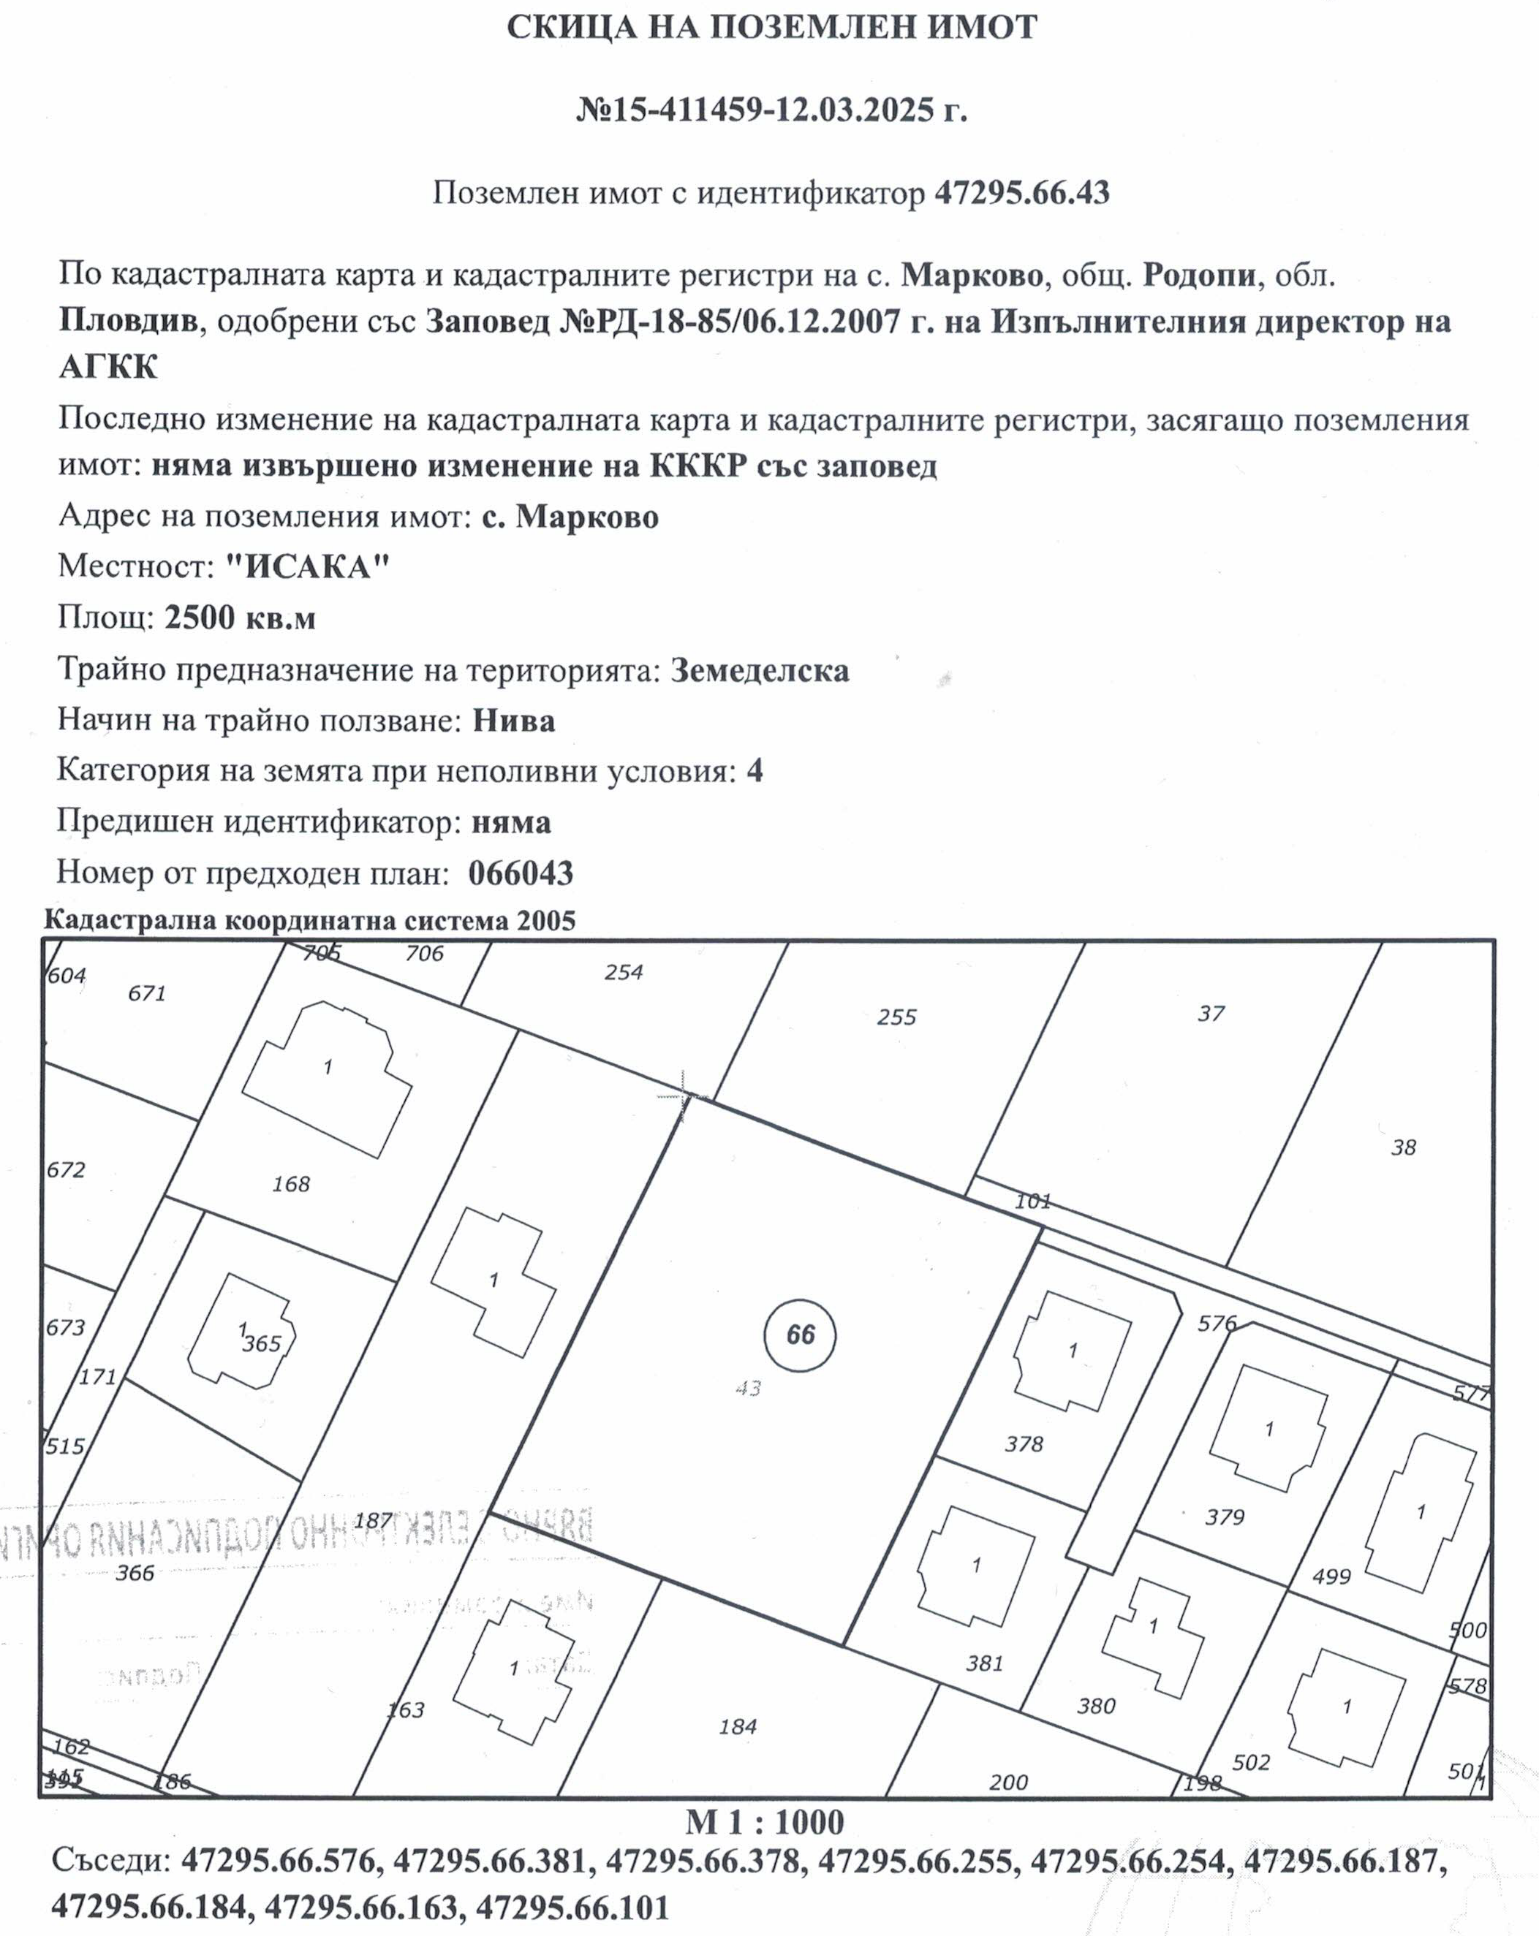 СКИЦА НА ПОЗЕМЛЕН ИМОТ
№15-411459-12.03.2025 г.
Поземлен имот с идентификатор 47295.66.43
По кадастралната карта и кадастралните регистри на с. Марково, общ. Родопи, обл.
Пловдив, одобрени със Заповед №РД-18-85/06.12.2007 г. на Изпълнителния директор на
АГКК
Последно изменение на кадастралната карта и кадастралните регистри, засягащо поземления
имот: няма извършено изменение на КККР със заповед
Адрес на поземления имот: с. Марково
Местност: "ИСАКА"
Площ: 2500 кв.м
Трайно предназначение на територията: Земеделска
Начин на трайно ползване: Нива
Категория на земята при неполивни условия: 4
Предишен идентификатор: няма
Номер от предходен план: 066043
Кадастрална координатна система 2005
705
706
254
604
671
255
37
1
38
672
168
101
1
673
1
365
66
576
1
171
43
577
515
378
1
1
187
379
366
1
499
1
500
1
381
578
163
380
1
184
162
502
501
115
186
200
198
1
М 1 : 1000
Съседи: 47295.66.576, 47295.66.381, 47295.66.378, 47295.66.255, 47295.66.254, 47295.66.187,
47295.66.184, 47295.66.163, 47295.66.101